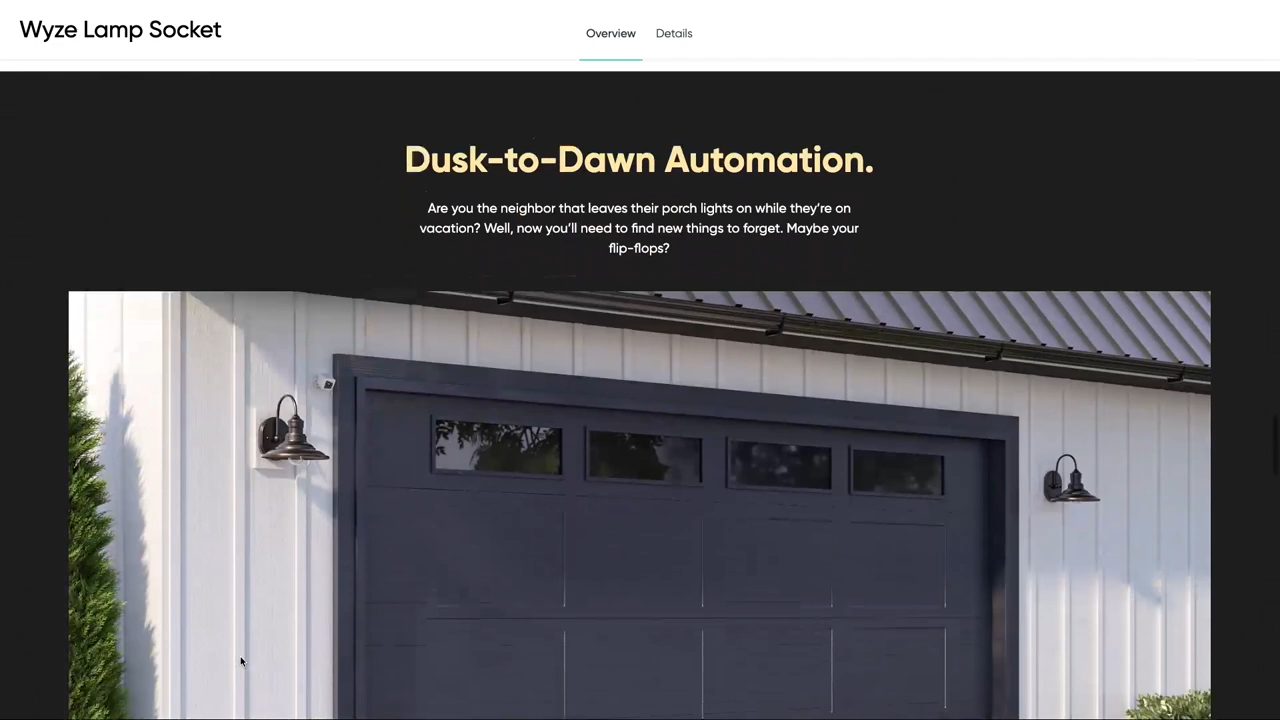 Wyze Lamp Socket
Overview
Details
Dusk-to-Dawn Automation.
Are you the neighbor that leaves their porch lights on while they’re on
vacation? Well, now you’ll need to find new things to forget. Maybe your
flip-flops?